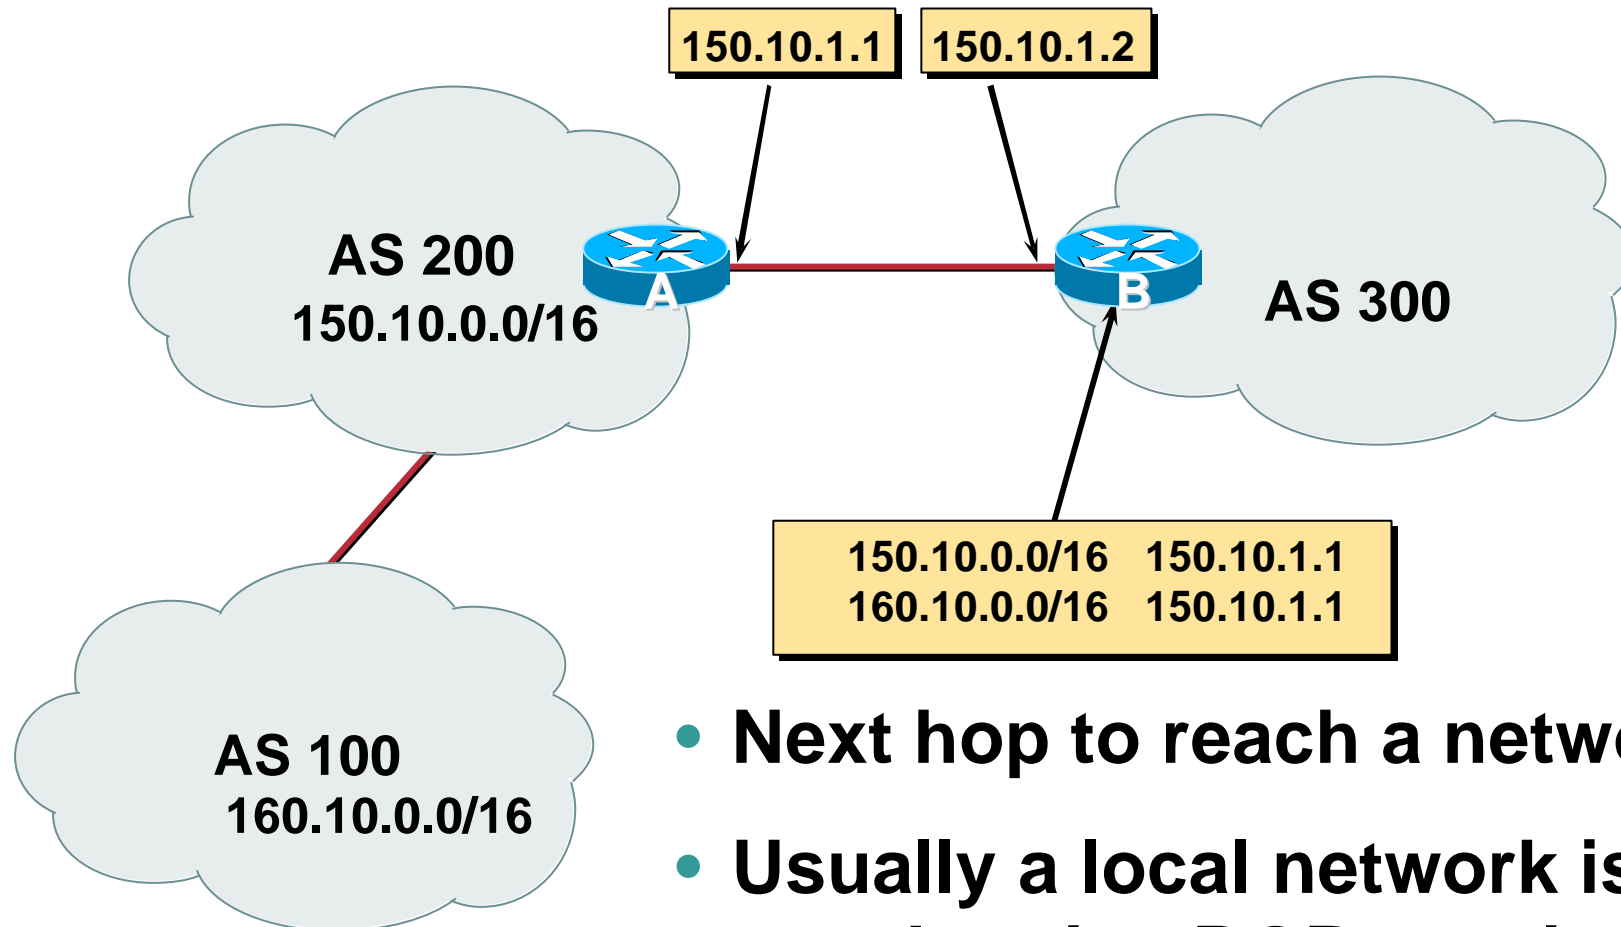 150.10.1.1 150.10.1.2
AS 200
150.10.0.0/16
A
B
AS 300
150.10.0.0/16 150.10.1.1
160.10.0.0/16 150.10.1.1
AS 100
160.10.0.0/16
• Next hop to reach a netw
• Usually a local network is